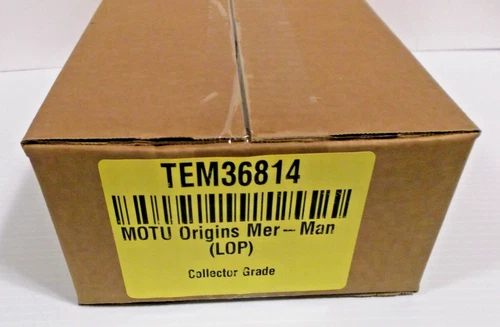 TEM36814
MOTU Origins Mer-Man
(LOP)
Collector Grade